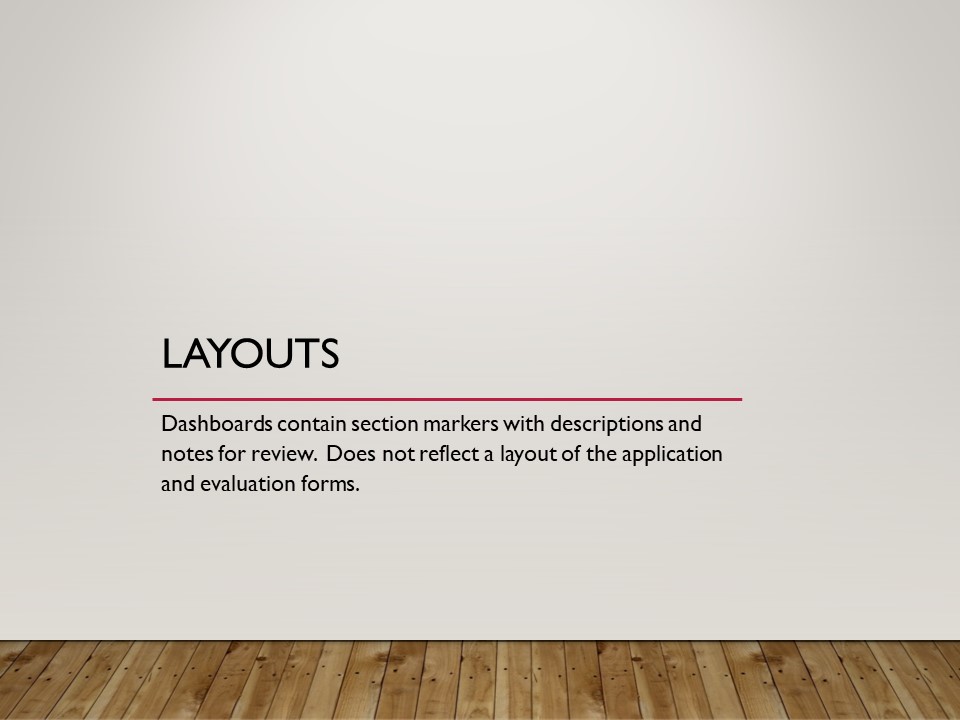 LAYOUTS
Dashboards contain section markers with descriptions and
notes for review.  Does not reflect a layout of the application
and evaluation forms.